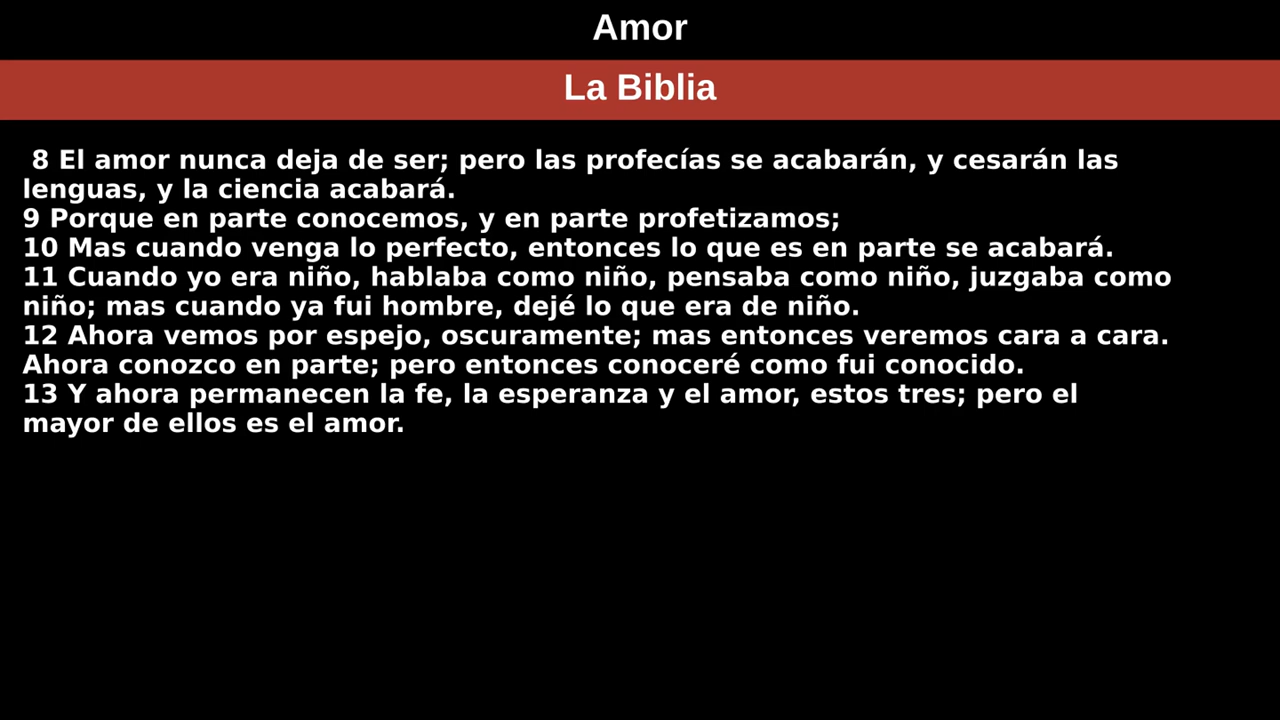 Amor
La Biblia
8 El amor nunca deja de ser; pero las profecías se acabarán, y cesarán las
lenguas, y la ciencia acabará.
9 Porque en parte conocemos, y en parte profetizamos;
10 Mas cuando venga lo perfecto, entonces lo que es en parte se acabará.
11 Cuando yo era niño, hablaba como niño, pensaba como niño, juzgaba como
niño; mas cuando ya fui hombre, dejé lo que era de niño.
12 Ahora vemos por espejo, oscuramente; mas entonces veremos cara a cara.
Ahora conozco en parte; pero entonces conoceré como fui conocido.
13 Y ahora permanecen la fe, la esperanza y el amor, estos tres; pero el
mayor de ellos es el amor.